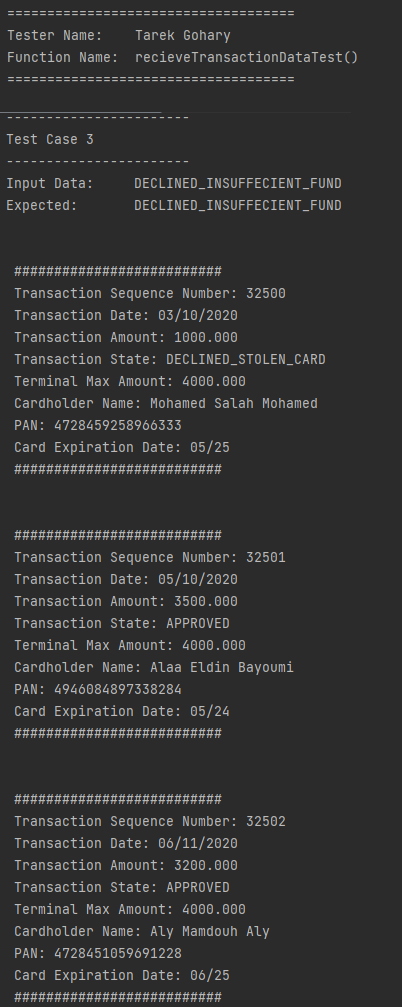 ====================================
Tester Name:    Tarek Gohary
Function Name:  recieveTransactionDataTest()
====================================
-----------------------
Test Case 3
-----------------------
Input Data:     DECLINED_INSUFFECIENT_FUND
Expected:       DECLINED_INSUFFECIENT_FUND
###########################
Transaction Sequence Number: 32500
Transaction Date: 03/10/2020
Transaction Amount: 1000.000
Transaction State: DECLINED_STOLEN_CARD
Terminal Max Amount: 4000.000
Cardholder Name: Mohamed Salah Mohamed
PAN: 4728459258966333
Card Expiration Date: 05/25
###########################
###########################
Transaction Sequence Number: 32501
Transaction Date: 05/10/2020
Transaction Amount: 3500.000
Transaction State: APPROVED
Terminal Max Amount: 4000.000
Cardholder Name: Alaa Eldin Bayoumi
PAN: 4946084897338284
Card Expiration Date: 05/24
###########################
###########################
Transaction Sequence Number: 32502
Transaction Date: 06/11/2020
Transaction Amount: 3200.000
Transaction State: APPROVED
Terminal Max Amount: 4000.000
Cardholder Name: Aly Mamdouh Aly
PAN: 4728451059691228
Card Expiration Date: 06/25
###########################